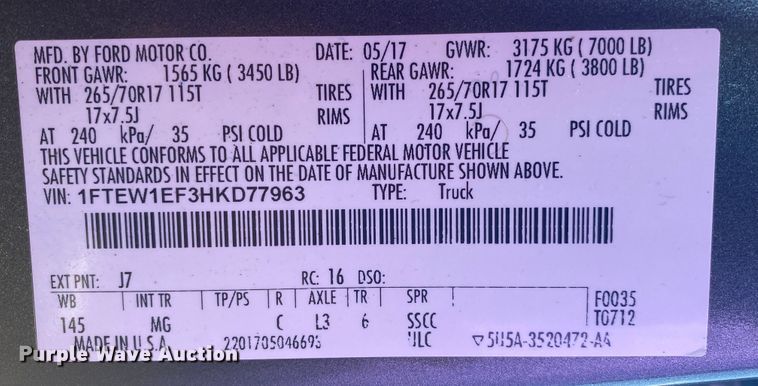 MFD. BY FORD MOTOR CO. DATE: 05/17 GVWR: 3175 KG ( 7000 LB)
FRONT GAWR: 1565 KG ( 3450 LB) REAR GAWR: 1724 KG ( 3800 LB)
WITH 265/70R17 115T TIRES WITH 265/70R17 115T TIRES
17x7.5J RIMS 17x7.5J RIMS
AT 240 kPa/ 35 PSI COLD AT 240 kPa/ 35 PSI COLD
THIS VEHICLE CONFORMS TO ALL APPLICABLE FEDERAL MOTOR VEHICLE
SAFETY STANDARDS IN EFFECT ON THE DATE OF MANUFACTURE SHOWN ABOVE.
VIN: 1FTEW1EF3HKD77963 TYPE: Truck
EXT PNT: J7 RC: 16 DSO:
WB INT TR TP/PS R AXLE TR SPR F0035
145 MG C L3 6 SSCC T0712
MADE IN U.S.A. 2201705046693 ULC 5U5A-3520472-AA
Purple Wave Auction